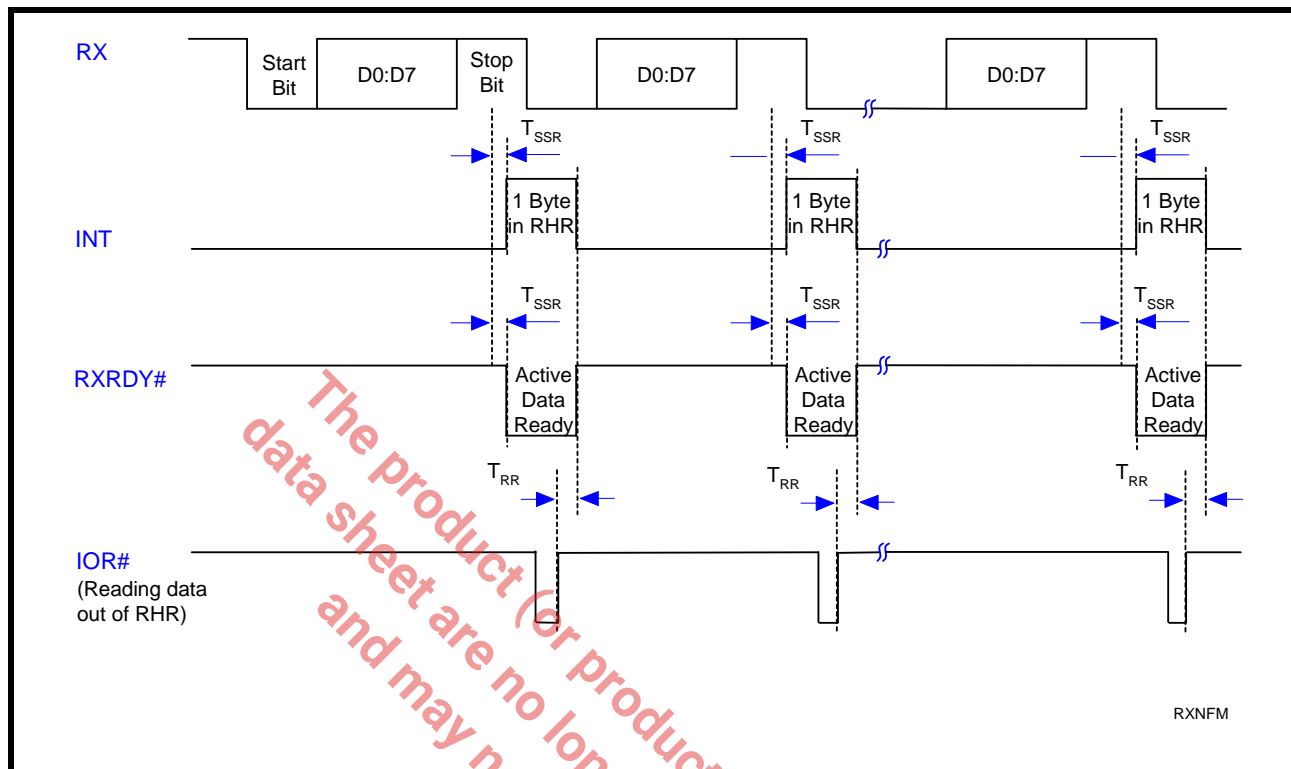 RX
Start
Bit
D0:D7
Stop
Bit
D0:D7
D0:D7
TSSR
TSSR
TSSR
INT
1 Byte
in RHR
1 Byte
in RHR
1 Byte
in RHR
TSSR
TSSR
TSSR
RXRDY#
Active
Data
Ready
Active
Data
Ready
Active
Data
Ready
TRR
TRR
TRR
IOR#
(Reading data
out of RHR)
RXNFM
The product (or product
data sheet are no lon
and may n